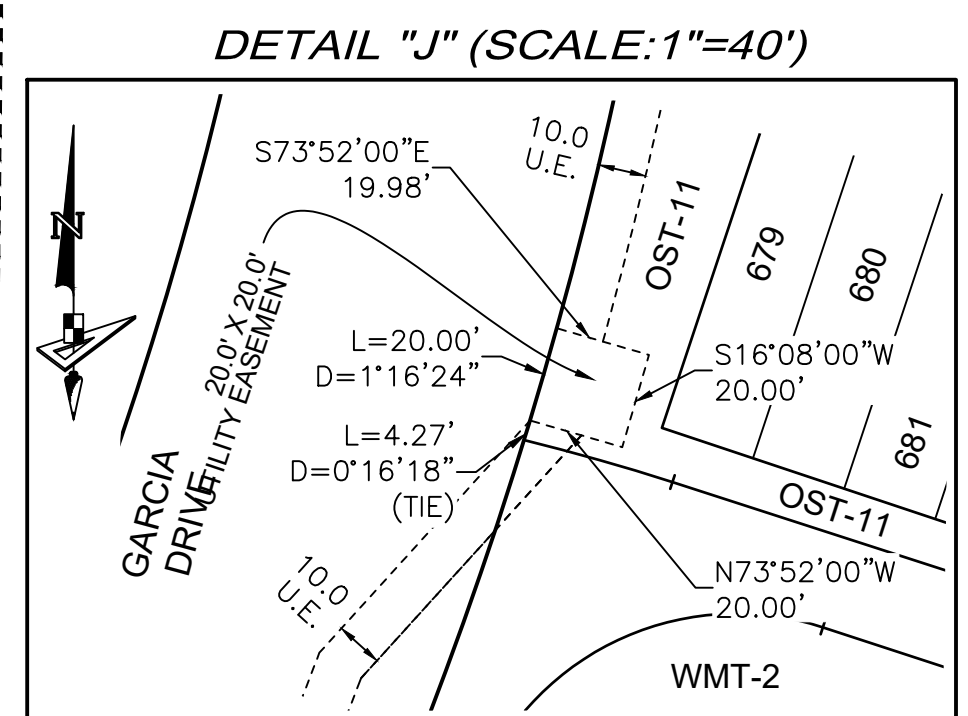 DETAIL "J" (SCALE:1"=40')
S73°52'00"E
19.98'
10.0
U.E.
N
OST-11
679
680
681
20.0' X 20.0'
UTILITY EASEMENT
L=20.00'
D=1°16'24"
S16°08'00"W
20.00'
L=4.27'
D=0°16'18"
(TIE)
GARCIA
DRIVE
OST-11
10.0
U.E.
N73°52'00"W
20.00'
WMT-2